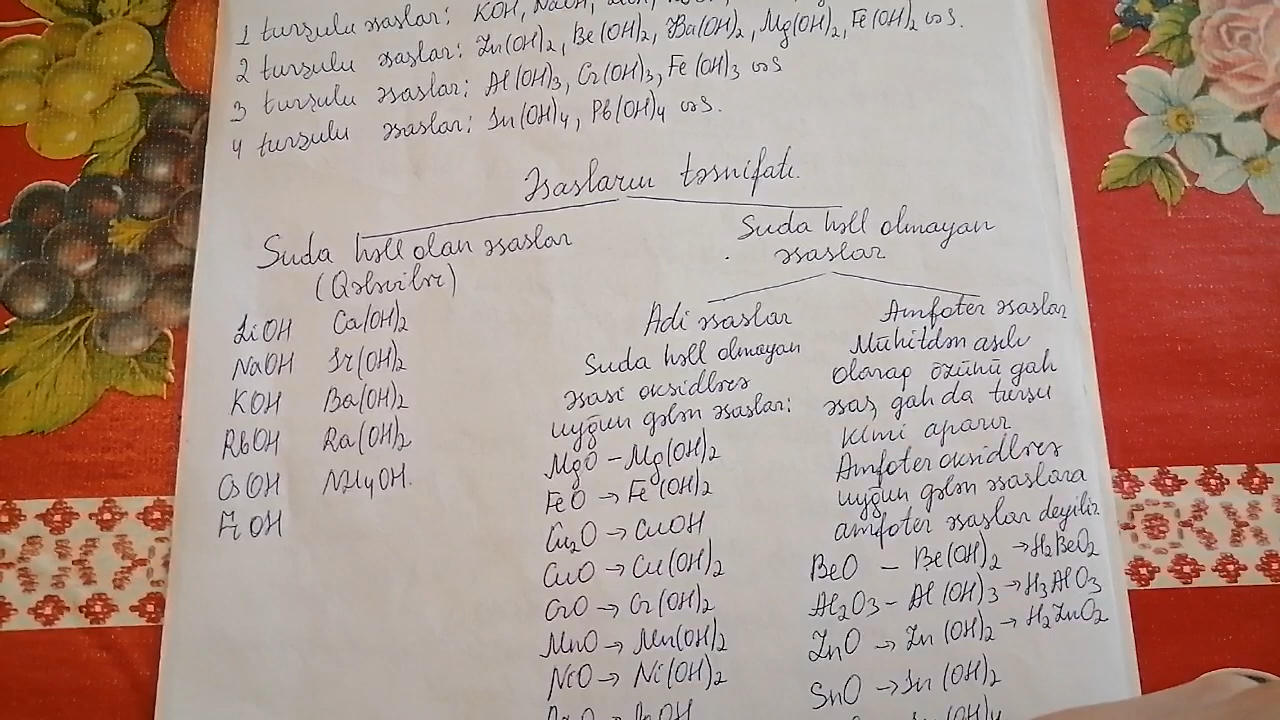 1 turşulu əsaslar: KOH, NaOH,
2 turşulu əsaslar: Zn(OH)₂, Be(OH)₂, Ba(OH)₂, Mg(OH)₂, Fe(OH)₂ və s.
3 turşulu əsaslar: Al(OH)₃, Cr(OH)₃, Fe(OH)₃ və s
4 turşulu əsaslar: Sn(OH)₄, Pb(OH)₄ və s.
Əsasların təsnifatı.
Suda həll olan əsaslar
(Qələvilər)
LiOH Ca(OH)₂
NaOH Sr(OH)₂
KOH Ba(OH)₂
RbOH Ra(OH)₂
CsOH NH₄OH.
FrOH
Suda həll olmayan
əsaslar
Adi əsaslar
Suda həll olmayan
əsasi oksidlərə
uyğun gələn əsaslar:
MgO – Mg(OH)₂
FeO → Fe(OH)₂
Cu₂O → CuOH
CuO → Cu(OH)₂
CrO → Cr(OH)₂
MnO → Mn(OH)₂
NiO → Ni(OH)₂
Amfoter əsaslar
Mühitdən asılı
olaraq özünü gah
əsas, gah da turşu
kimi aparır
Amfoter oksidlərə
uyğun gələn əsaslara
amfoter əsaslar deyilir
BeO – Be(OH)₂ → H₂BeO₂
Al₂O₃ – Al(OH)₃ → H₃AlO₃
ZnO → Zn(OH)₂ → H₂ZnO₂
SnO → Sn(OH)₂